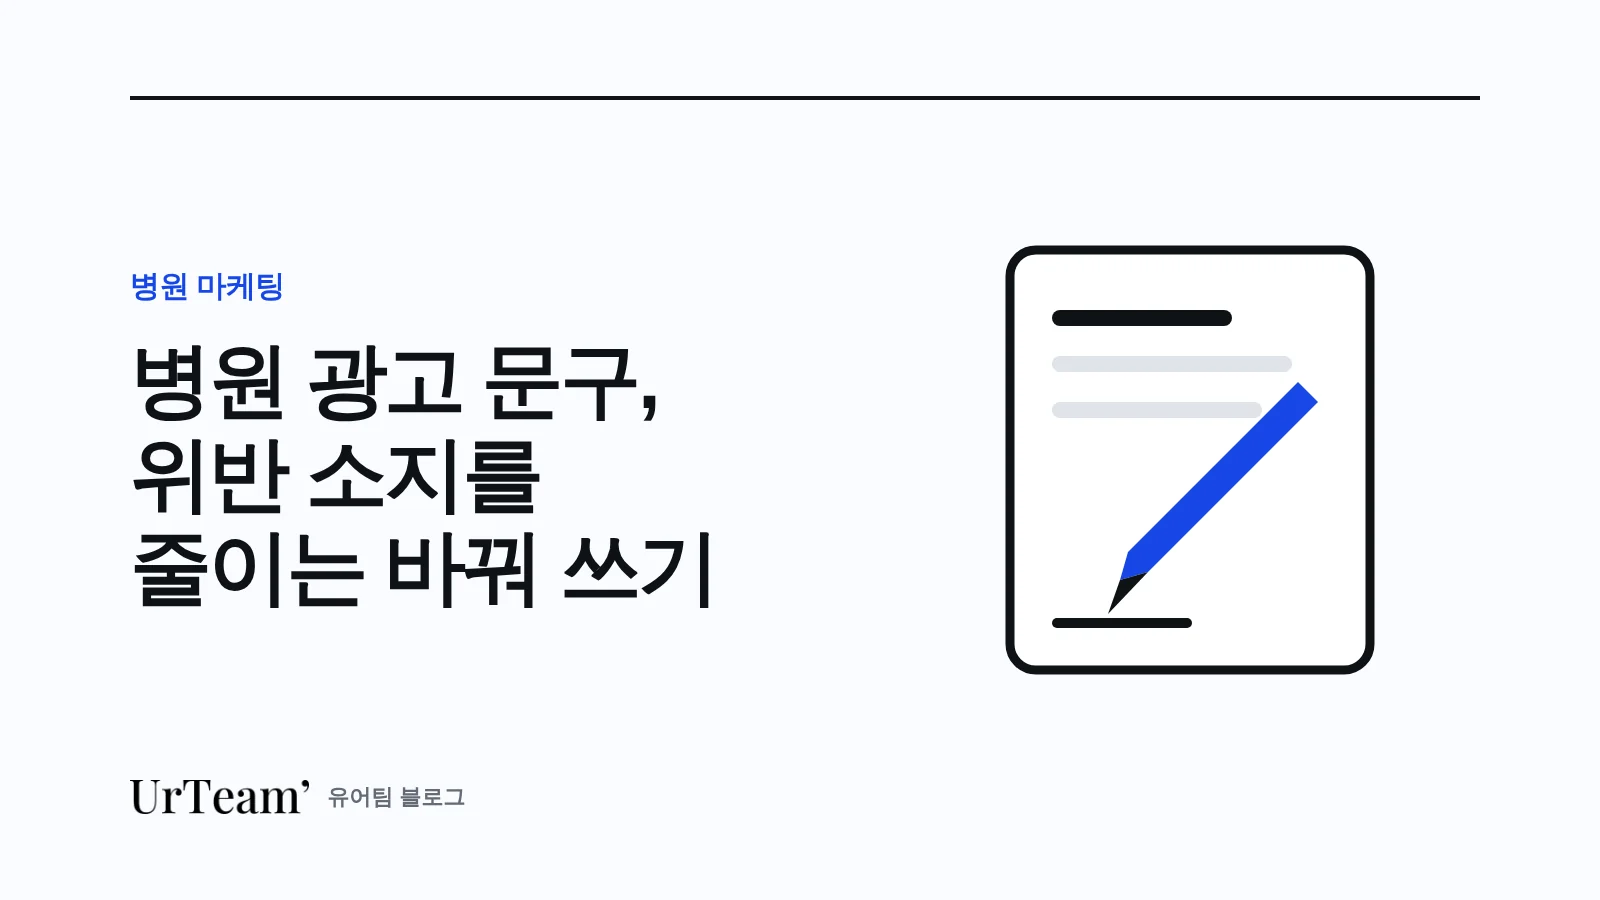 병원 마케팅
병원 광고 문구,
위반 소지를
줄이는 바꿔 쓰기
UrTeam’ 유어팀 블로그